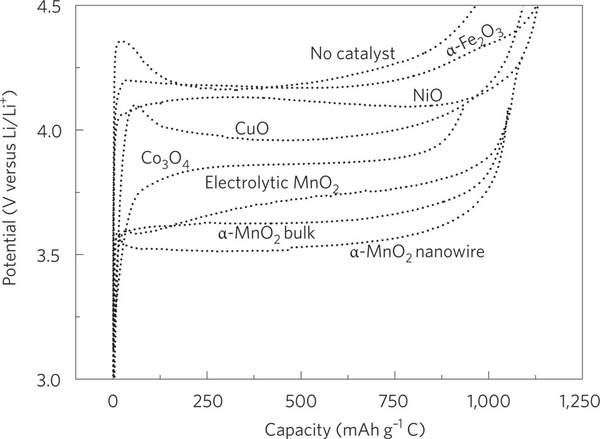 4.5
4.0
3.5
3.0
Potential (V versus Li/Li⁺)
No catalyst
α-Fe₂O₃
NiO
CuO
Co₃O₄
Electrolytic MnO₂
α-MnO₂ bulk
α-MnO₂ nanowire
0 250 500 750 1,000 1,250
Capacity (mAh g⁻¹ C)